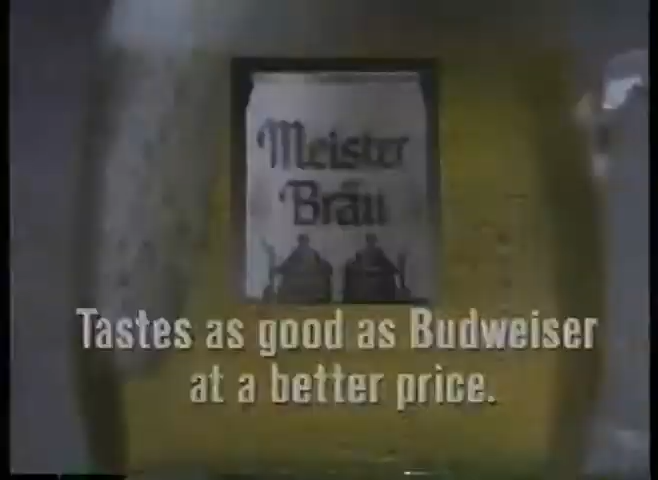 Meister
Bräu
Tastes as good as Budweiser
at a better price.